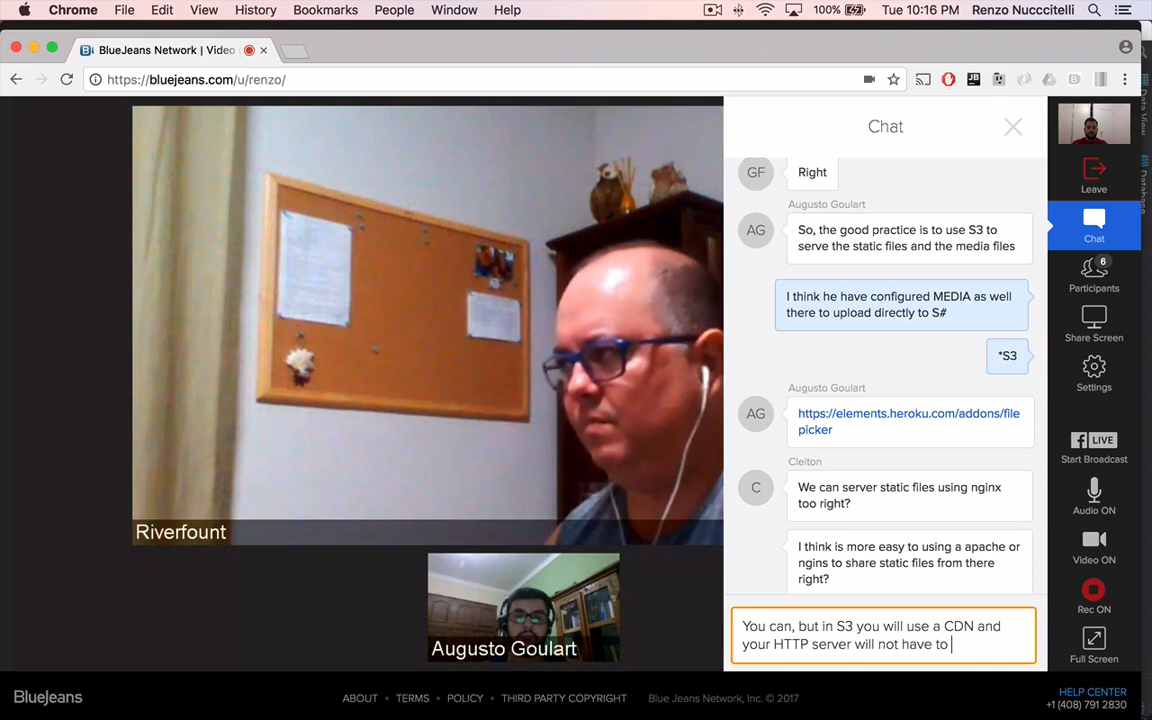 Chrome File Edit View History Bookmarks People Window Help 100% Tue 10:16 PM Renzo Nucccitelli
BlueJeans Network | Video
https://bluejeans.com/u/renzo/
Riverfount
Augusto Goulart
Chat
GF
Right
Augusto Goulart
AG
So, the good practice is to use S3 to
serve the static files and the media files
I think he have configured MEDIA as well
there to upload directly to S#
*S3
Augusto Goulart
AG
https://elements.heroku.com/addons/file
picker
Cleiton
C
We can server static files using nginx
too right?
I think is more easy to using a apache or
ngins to share static files from there
right?
You can, but in S3 you will use a CDN and
your HTTP server will not have to
Leave
Chat
6
Participants
Share Screen
Settings
LIVE
Start Broadcast
Audio ON
Video ON
Rec ON
Full Screen
Data View
BlueJeans ABOUT • TERMS • POLICY • THIRD PARTY COPYRIGHT Blue Jeans Network, Inc. © 2017
HELP CENTER
+1 (408) 791 2830